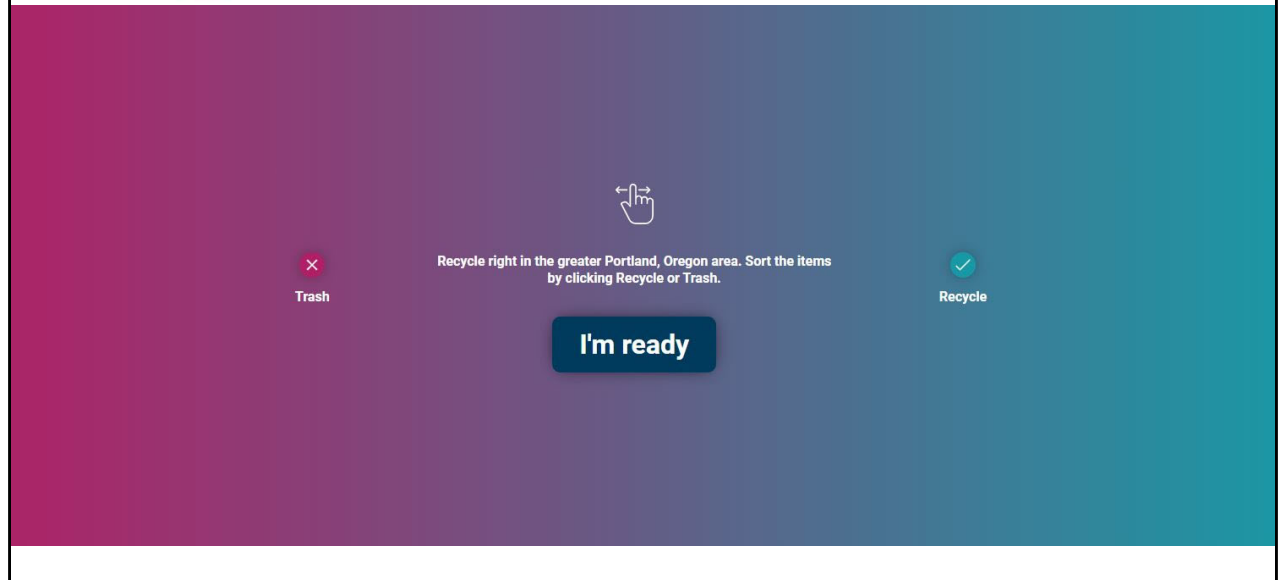 Recycle right in the greater Portland, Oregon area. Sort the items
by clicking Recycle or Trash.
Trash
Recycle
I'm ready